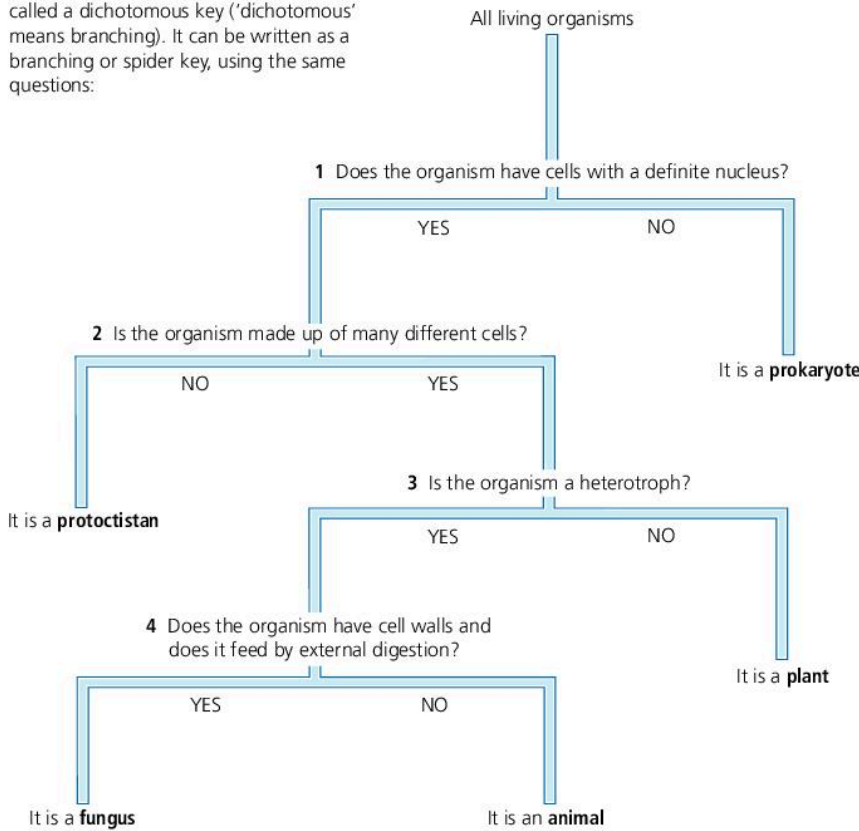 called a dichotomous key ('dichotomous'
means branching). It can be written as a
branching or spider key, using the same
questions:
All living organisms
1 Does the organism have cells with a definite nucleus?
YES
NO
2 Is the organism made up of many different cells?
NO
YES
It is a prokaryote
3 Is the organism a heterotroph?
It is a protoctistan
YES
NO
4 Does the organism have cell walls and
does it feed by external digestion?
It is a plant
YES
NO
It is a fungus
It is an animal